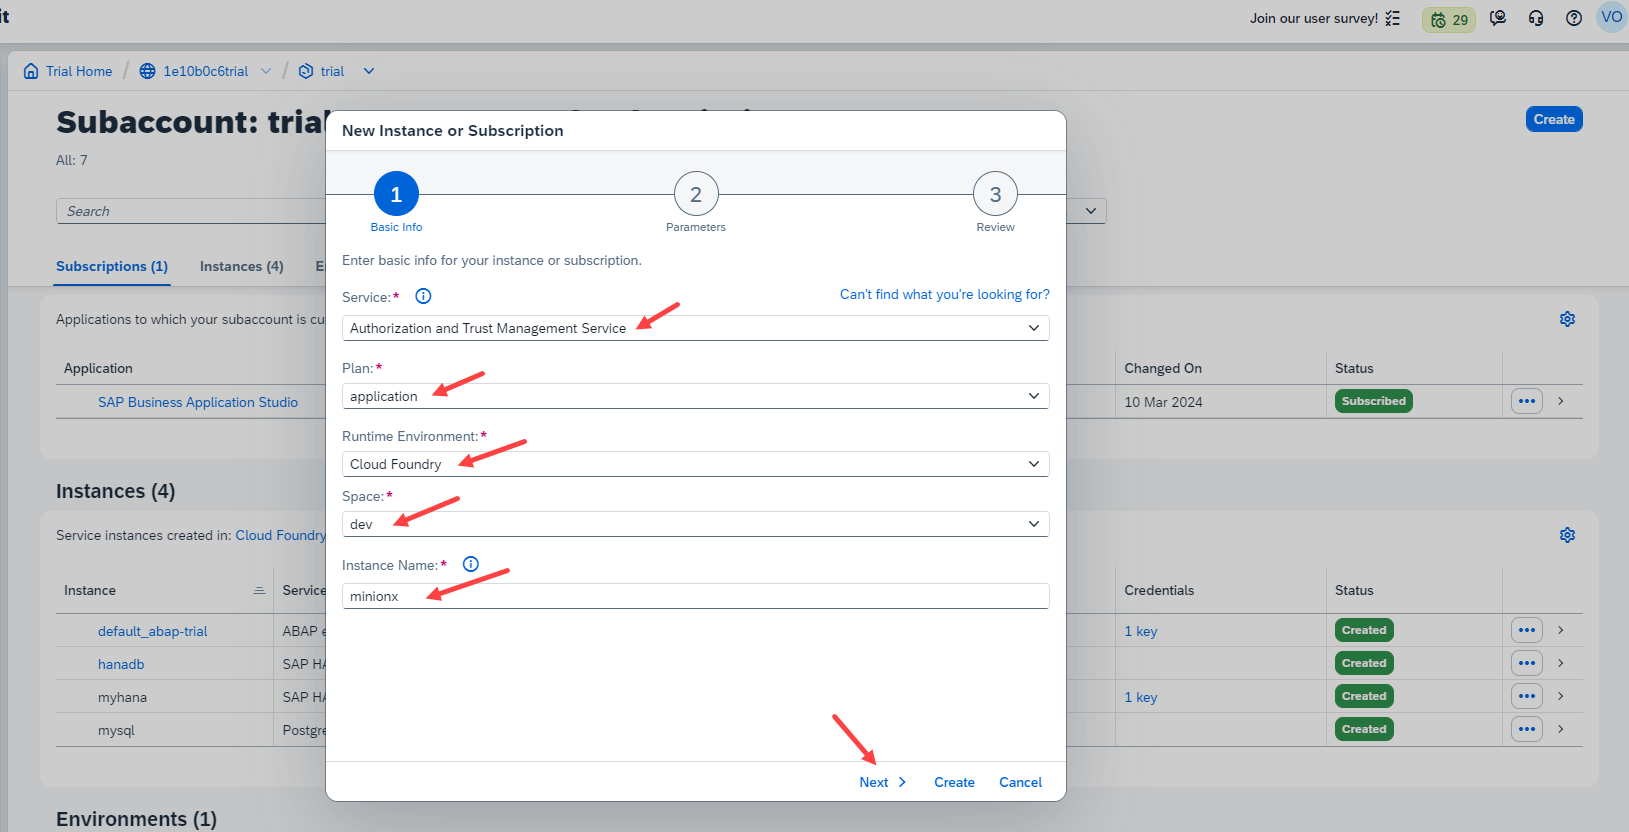 it
Join our user survey!
29
VO
Trial Home / 1e10b0c6trial / trial
Subaccount: trial
Create
All: 7
Search
Subscriptions (1)
Instances (4)
Applications to which your subaccount is
Application
Changed On
Status
SAP Business Application Studio
10 Mar 2024
Subscribed
Instances (4)
Service instances created in: Cloud Foundry
Instance
Service
Credentials
Status
default_abap-trial
ABAP
1 key
Created
hanadb
SAP
Created
myhana
SAP
1 key
Created
mysql
Postgre
Created
Environments (1)
New Instance or Subscription
1
2
3
Basic Info
Parameters
Review
Enter basic info for your instance or subscription.
Service:*
Can't find what you're looking for?
Authorization and Trust Management Service
Plan:*
application
Runtime Environment:*
Cloud Foundry
Space:*
dev
Instance Name:*
minionx
Next
Create
Cancel